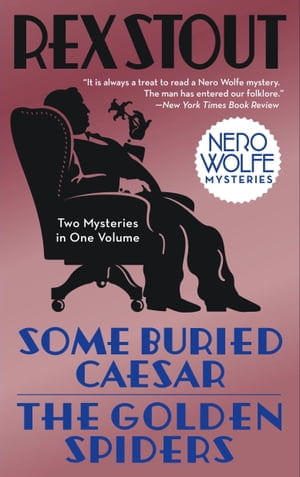 REX STOUT
“It is always a treat to read a Nero Wolfe mystery.
The man has entered our folklore.”
—New York Times Book Review
NERO
WOLFE
MYSTERIES
Two Mysteries
in One Volume
SOME BURIED
CAESAR
THE GOLDEN
SPIDERS